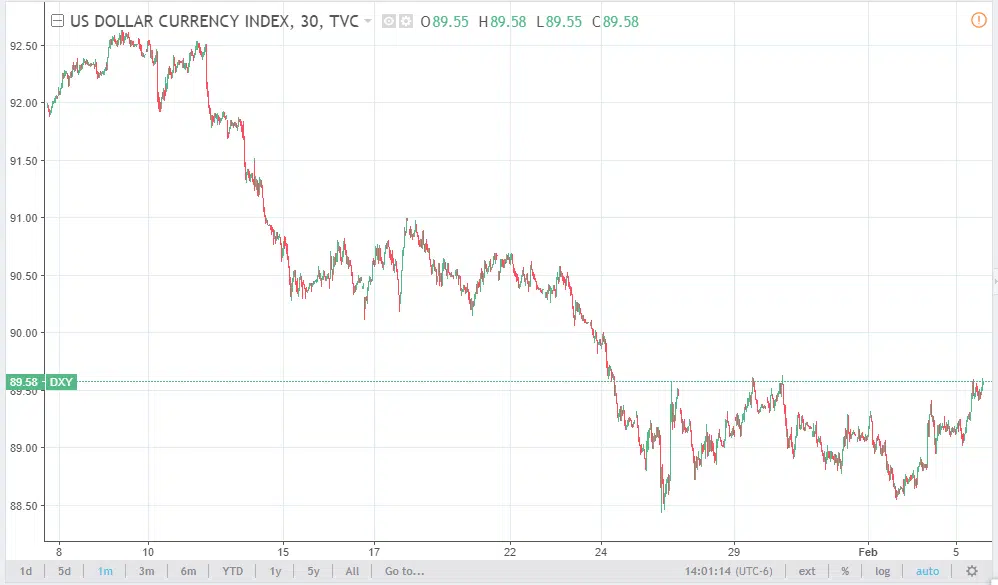 US DOLLAR CURRENCY INDEX, 30, TVC O89.55 H89.58 L89.55 C89.58
92.50
92.00
91.50
91.00
90.50
90.00
89.58 DXY
89.50
89.00
88.50
8 10 15 17 22 24 29 Feb 5
1d 5d 1m 3m 6m YTD 1y 5y All Go to... 14:01:14 (UTC-6) ext % log auto